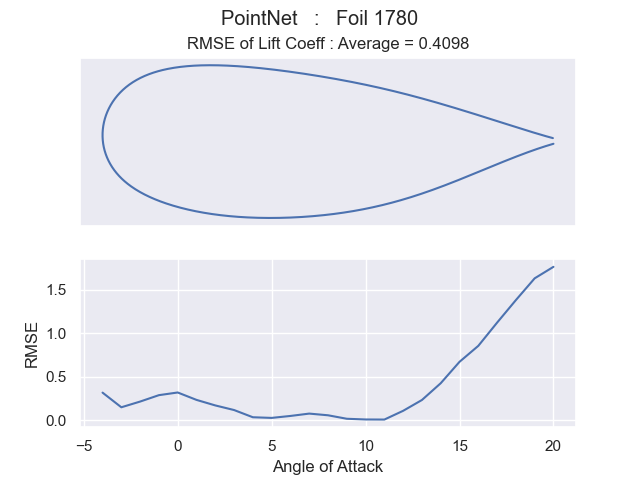 PointNet : Foil 1780
RMSE of Lift Coeff : Average = 0.4098
1.5
1.0
0.5
0.0
RMSE
−5 0 5 10 15 20
Angle of Attack